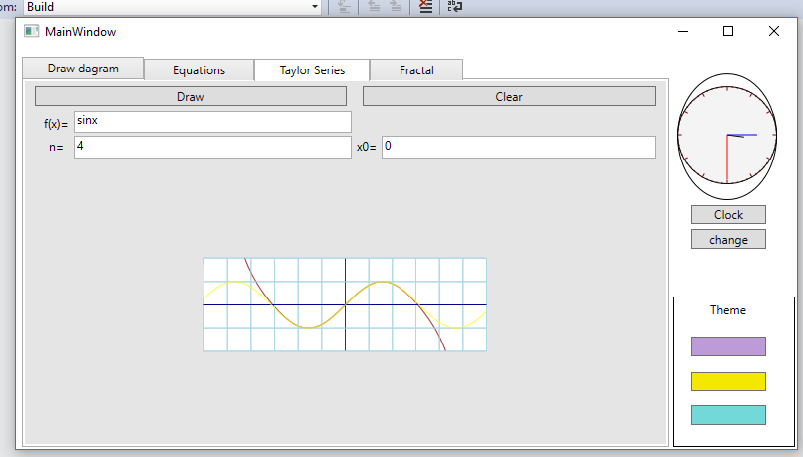 om: Build
MainWindow
Draw dagram Equations Taylor Series Fractal
Draw Clear
f(x)= sinx
n= 4 x0= 0
Clock
change
Theme